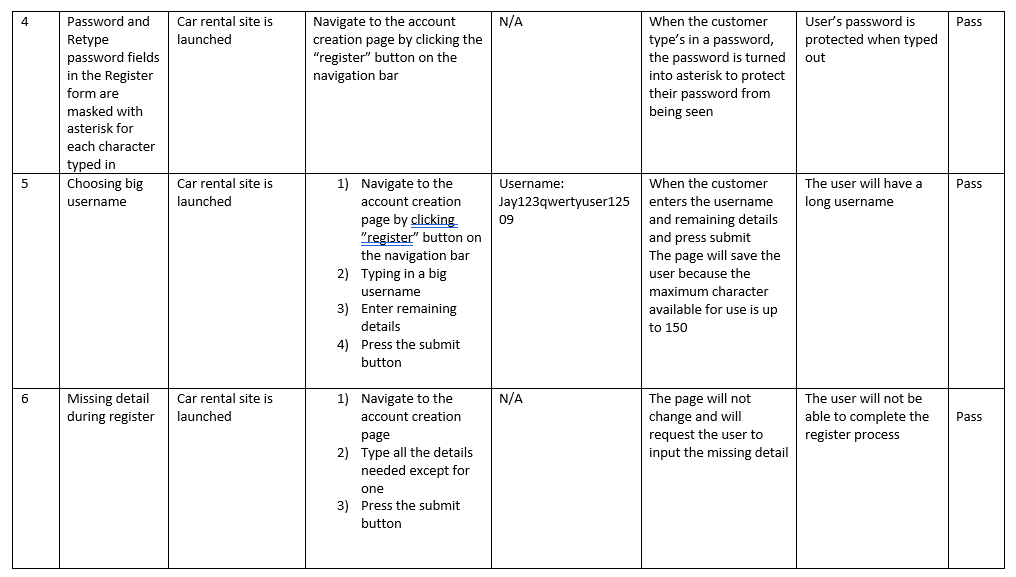 4
Password and
Retype
password fields
in the Register
form are
masked with
asterisk for
each character
typed in
Car rental site is
launched
Navigate to the account
creation page by clicking the
“register” button on the
navigation bar
N/A
When the customer
type’s in a password,
the password is turned
into asterisk to protect
their password from
being seen
User’s password is
protected when typed
out
Pass
5
Choosing big
username
Car rental site is
launched
1) Navigate to the
account creation
page by clicking
”register” button on
the navigation bar
2) Typing in a big
username
3) Enter remaining
details
4) Press the submit
button
Username:
Jay123qwertyuser125
09
When the customer
enters the username
and remaining details
and press submit
The page will save the
user because the
maximum character
available for use is up
to 150
The user will have a
long username
Pass
6
Missing detail
during register
Car rental site is
launched
1) Navigate to the
account creation
page
2) Type all the details
needed except for
one
3) Press the submit
button
N/A
The page will not
change and will
request the user to
input the missing detail
The user will not be
able to complete the
register process
Pass